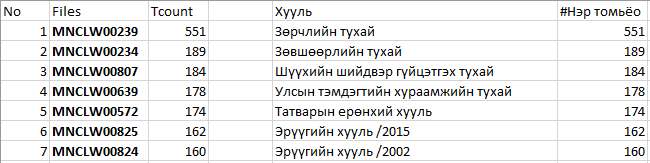 No Files Tcount Хууль #Нэр томьёо
1 MNCLW00239 551 Зөрчлийн тухай 551
2 MNCLW00234 189 Зөвшөөрлийн тухай 189
3 MNCLW00807 184 Шүүхийн шийдвэр гүйцэтгэх тухай 184
4 MNCLW00639 178 Улсын тэмдэгтийн хураамжийн тухай 178
5 MNCLW00572 174 Татварын ерөнхий хууль 174
6 MNCLW00825 162 Эрүүгийн хууль /2015 162
7 MNCLW00824 160 Эрүүгийн хууль /2002 160